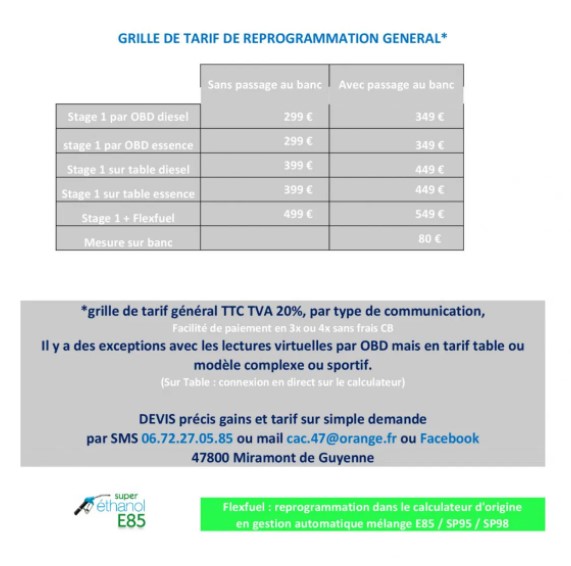 GRILLE DE TARIF DE REPROGRAMMATION GENERAL*
Sans passage au banc Avec passage au banc
Stage 1 par OBD diesel 299 € 349 €
stage 1 par OBD essence 299 € 349 €
Stage 1 sur table diesel 399 € 449 €
Stage 1 sur table essence 399 € 449 €
Stage 1 + Flexfuel 499 € 549 €
Mesure sur banc 80 €
*grille de tarif général TTC TVA 20%, par type de communication,
Facilité de paiement en 3x ou 4x sans frais CB
Il y a des exceptions avec les lectures virtuelles par OBD mais en tarif table ou
modèle complexe ou sportif.
(Sur Table : connexion en direct sur le calculateur)
DEVIS précis gains et tarif sur simple demande
par SMS 06.72.27.05.85 ou mail cac.47@orange.fr ou Facebook
47800 Miramont de Guyenne
super
éthanol
E85
Flexfuel : reprogrammation dans le calculateur d'origine
en gestion automatique mélange E85 / SP95 / SP98